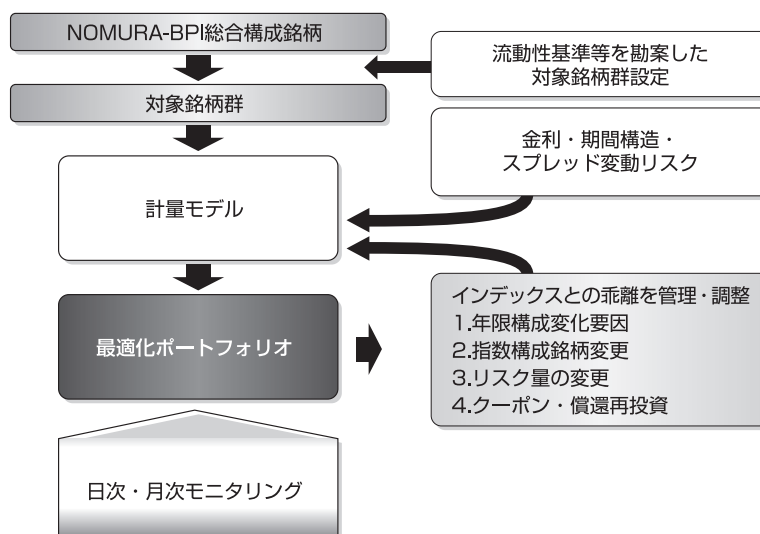 NOMURA-BPI総合構成銘柄
流動性基準等を勘案した
対象銘柄群設定
対象銘柄群
金利・期間構造・
スプレッド変動リスク
計量モデル
最適化ポートフォリオ
インデックスとの乖離を管理・調整
1.年限構成変化要因
2.指数構成銘柄変更
3.リスク量の変更
4.クーポン・償還再投資
日次・月次モニタリング